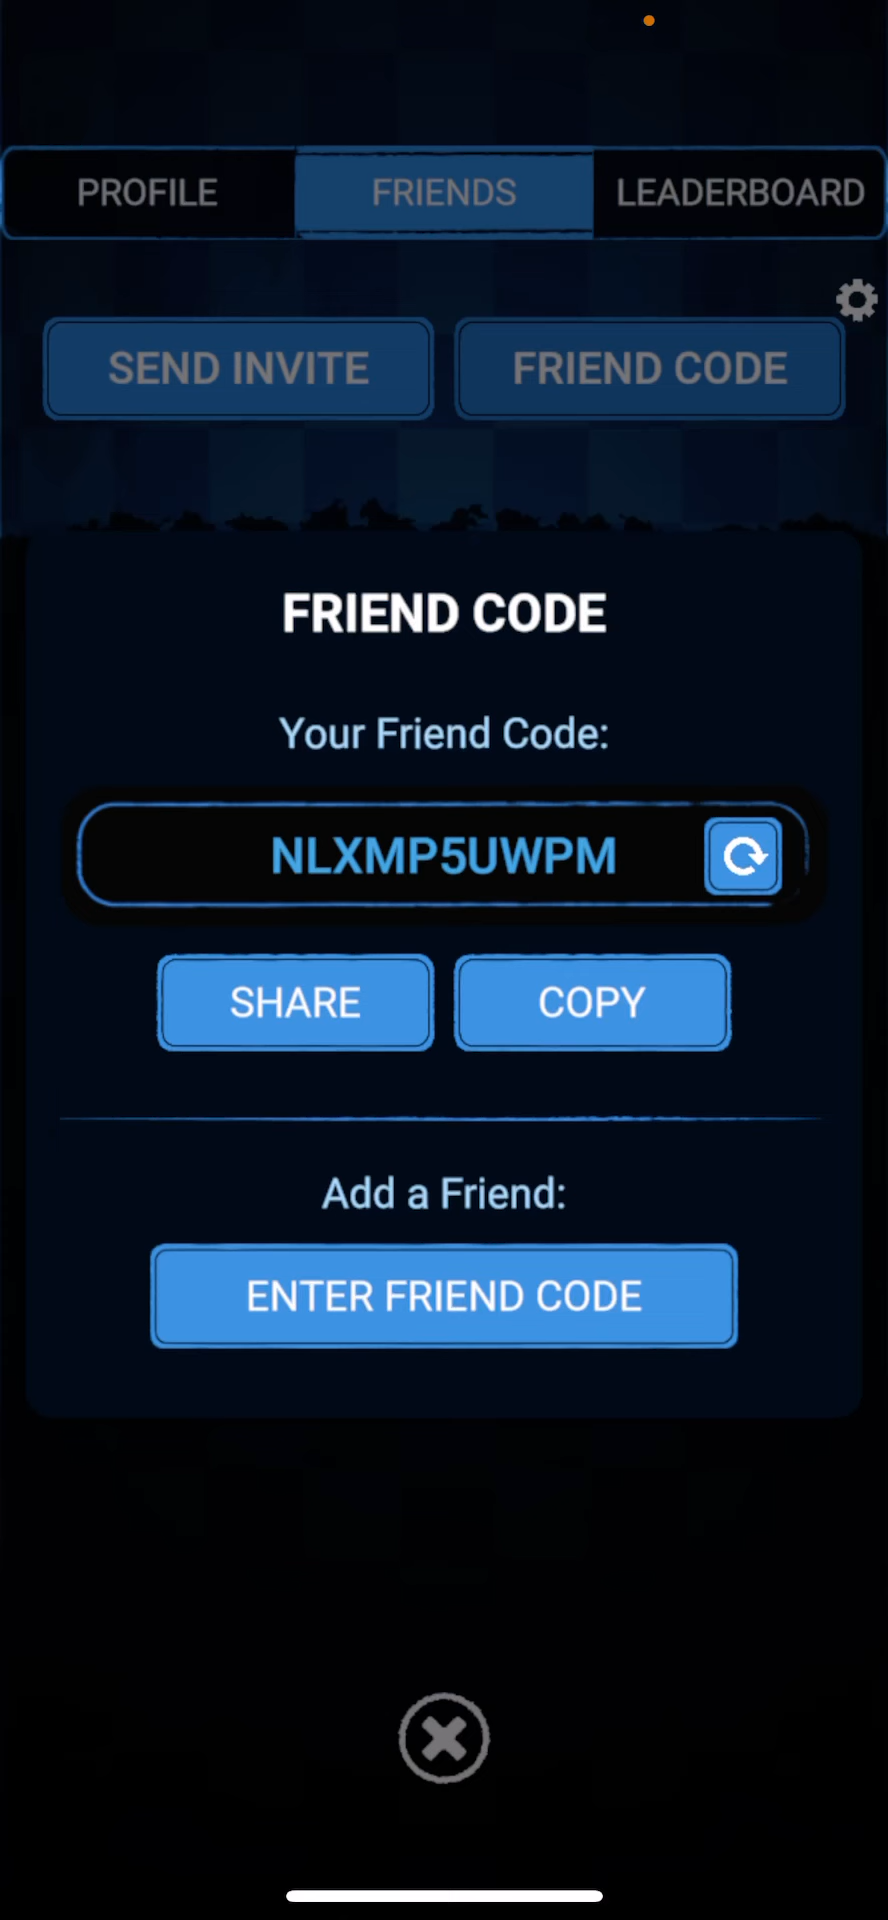 PROFILE FRIENDS LEADERBOARD
SEND INVITE FRIEND CODE
FRIEND CODE
Your Friend Code:
NLXMP5UWPM
SHARE COPY
Add a Friend:
ENTER FRIEND CODE